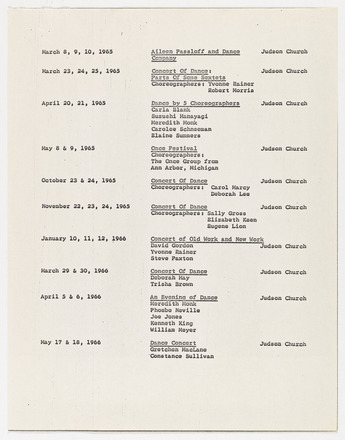 March 8, 9, 10, 1965 Aileen Passloff and Dance Judson Church
Company
March 23, 24, 25, 1965 Concert Of Dance: Judson Church
Parts Of Some Sextets
Choreographers: Yvonne Rainer
Robert Morris
April 20, 21, 1965 Dance by 5 Choreographers Judson Church
Carla Blank
Suzushi Hanayagi
Meredith Monk
Carolee Schneeman
Elaine Summers
May 8 & 9, 1965 Once Festival Judson Church
Choreographers:
The Once Group from
Ann Arbor, Michigan
October 23 & 24, 1965 Concert Of Dance Judson Church
Choreographers: Carol Marcy
Deborah Lee
November 22, 23, 24, 1965 Concert Of Dance Judson Church
Choreographers: Sally Gross
Elizabeth Keen
Eugene Lion
January 10, 11, 12, 1966 Concert of Old Work and New Work
David Gordon Judson Church
Yvonne Rainer
Steve Paxton
March 29 & 30, 1966 Concert Of Dance Judson Church
Deborah Hay
Trisha Brown
April 5 & 6, 1966 An Evening of Dance Judson Church
Meredith Monk
Phoebe Neville
Joe Jones
Kenneth King
William Meyer
May 17 & 18, 1966 Dance Concert Judson Church
Gretchen MacLane
Constance Sullivan